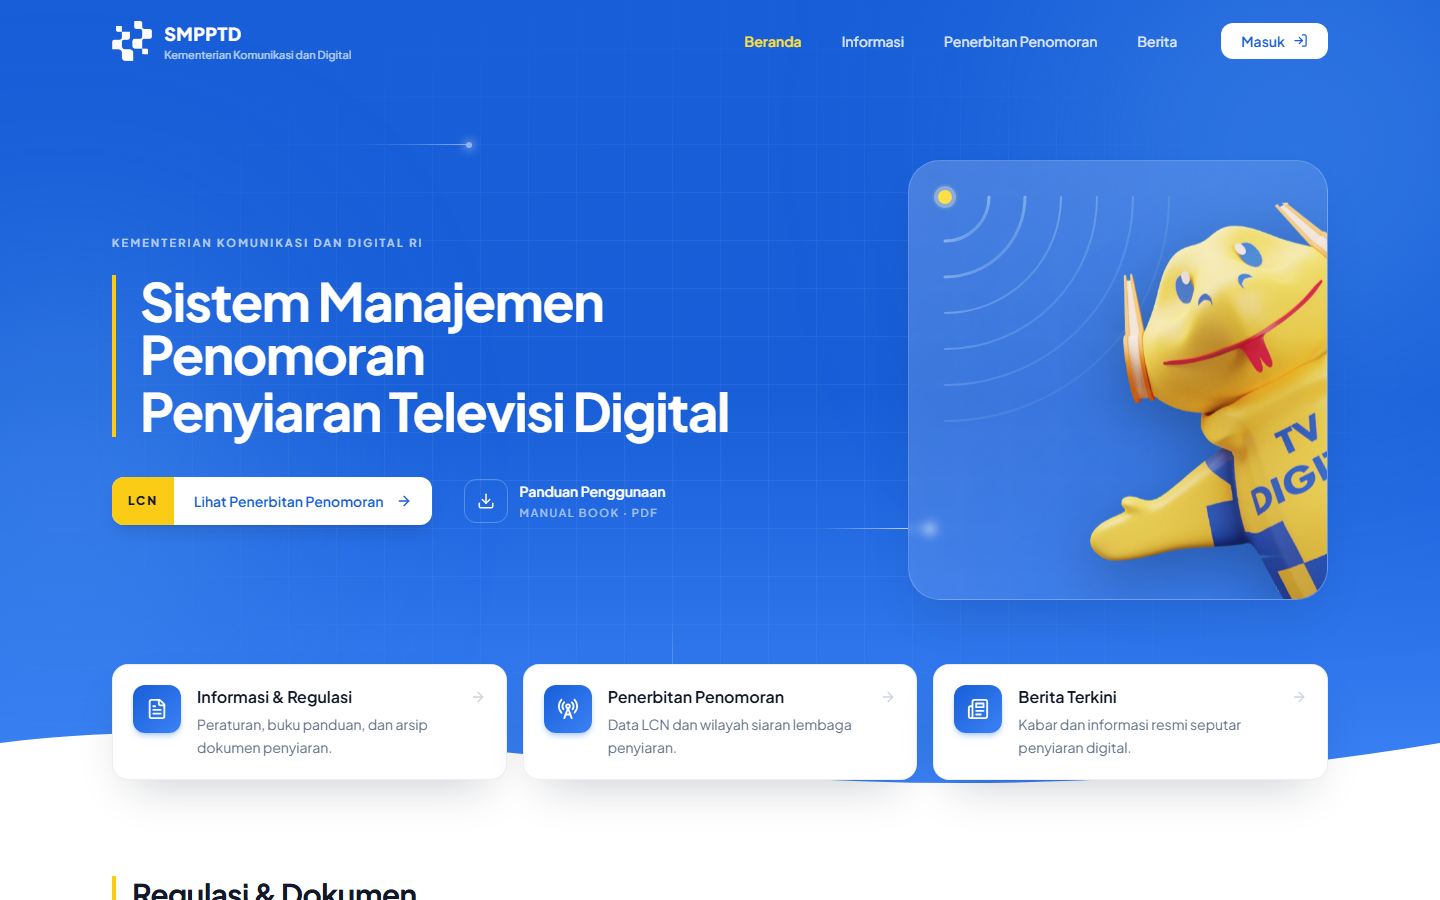 SMPPTD
Kementerian Komunikasi dan Digital
Beranda
Informasi
Penerbitan Penomoran
Berita
Masuk
KEMENTERIAN KOMUNIKASI DAN DIGITAL RI
Sistem Manajemen
Penomoran
Penyiaran Televisi Digital
LCN
Lihat Penerbitan Penomoran
Panduan Penggunaan
MANUAL BOOK · PDF
TV
Informasi & Regulasi
Peraturan, buku panduan, dan arsip
dokumen penyiaran.
Penerbitan Penomoran
Data LCN dan wilayah siaran lembaga
penyiaran.
Berita Terkini
Kabar dan informasi resmi seputar
penyiaran digital.
Regulasi & Dokumen